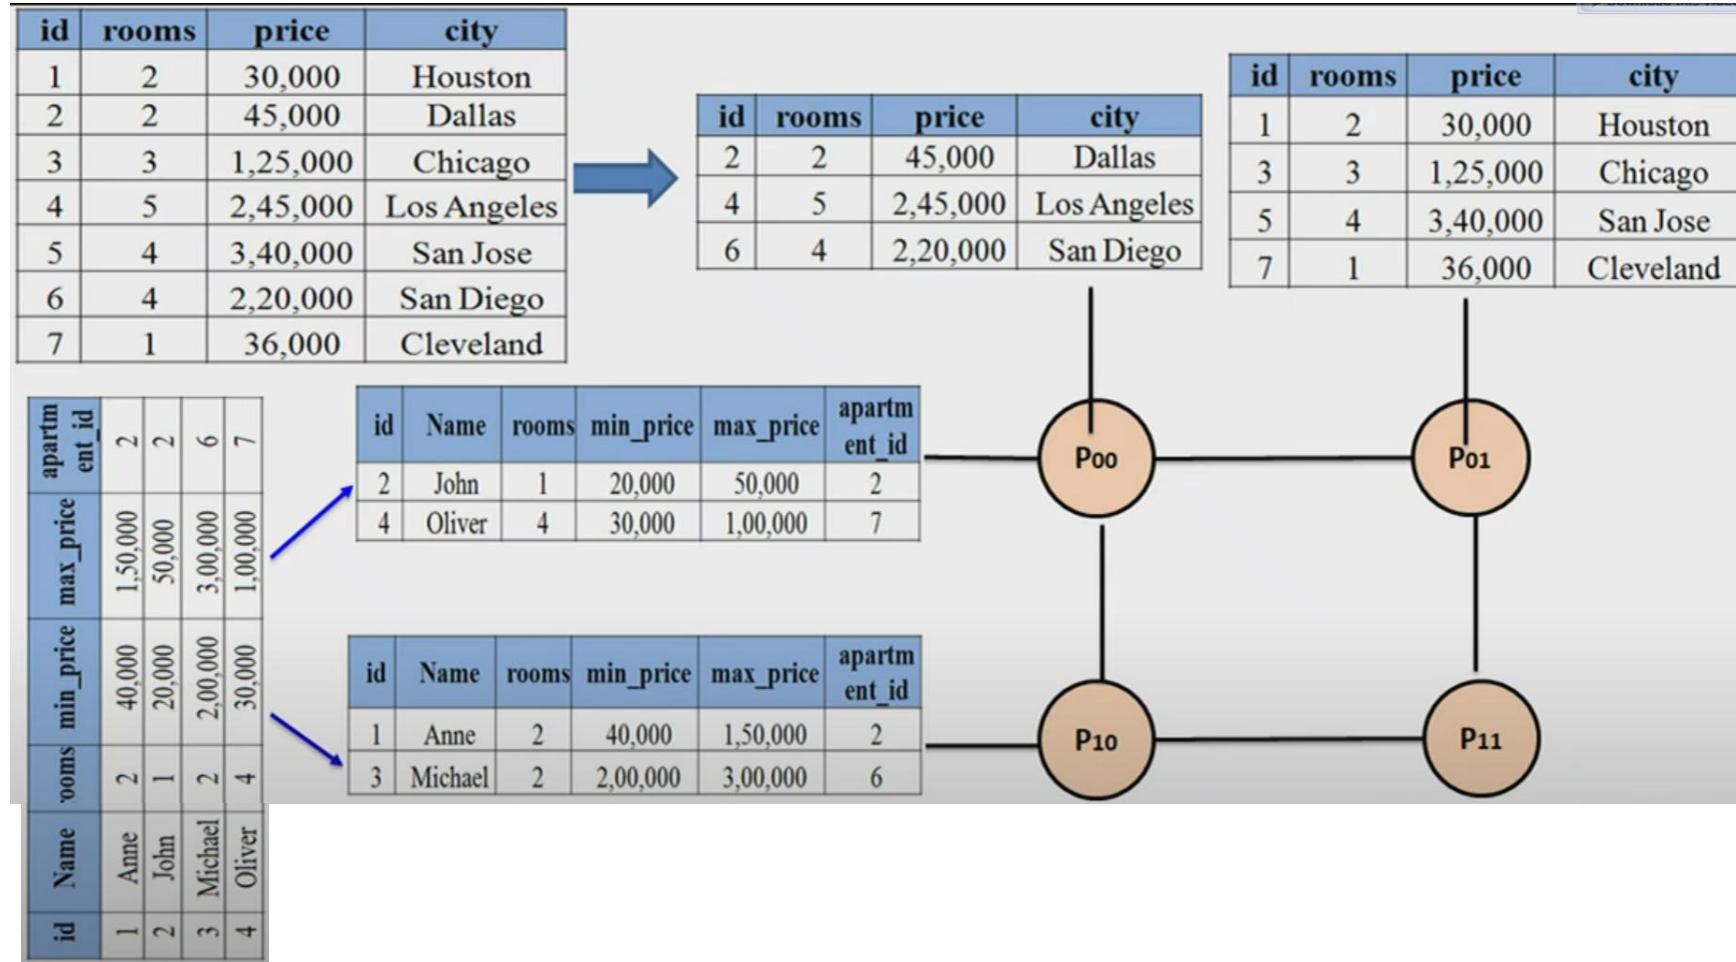 id rooms price city
1 2 30,000 Houston
2 2 45,000 Dallas
3 3 1,25,000 Chicago
4 5 2,45,000 Los Angeles
5 4 3,40,000 San Jose
6 4 2,20,000 San Diego
7 1 36,000 Cleveland
id rooms price city
2 2 45,000 Dallas
4 5 2,45,000 Los Angeles
6 4 2,20,000 San Diego
id rooms price city
1 2 30,000 Houston
3 3 1,25,000 Chicago
5 4 3,40,000 San Jose
7 1 36,000 Cleveland
id Name rooms min_price max_price apartm
ent_id
1 Anne 2 40,000 1,50,000 2
2 John 1 20,000 50,000 2
3 Michael 2 2,00,000 3,00,000 6
4 Oliver 4 30,000 1,00,000 7
id Name rooms min_price max_price apartm
ent_id
2 John 1 20,000 50,000 2
4 Oliver 4 30,000 1,00,000 7
id Name rooms min_price max_price apartm
ent_id
1 Anne 2 40,000 1,50,000 2
3 Michael 2 2,00,000 3,00,000 6
P00
P01
P10
P11